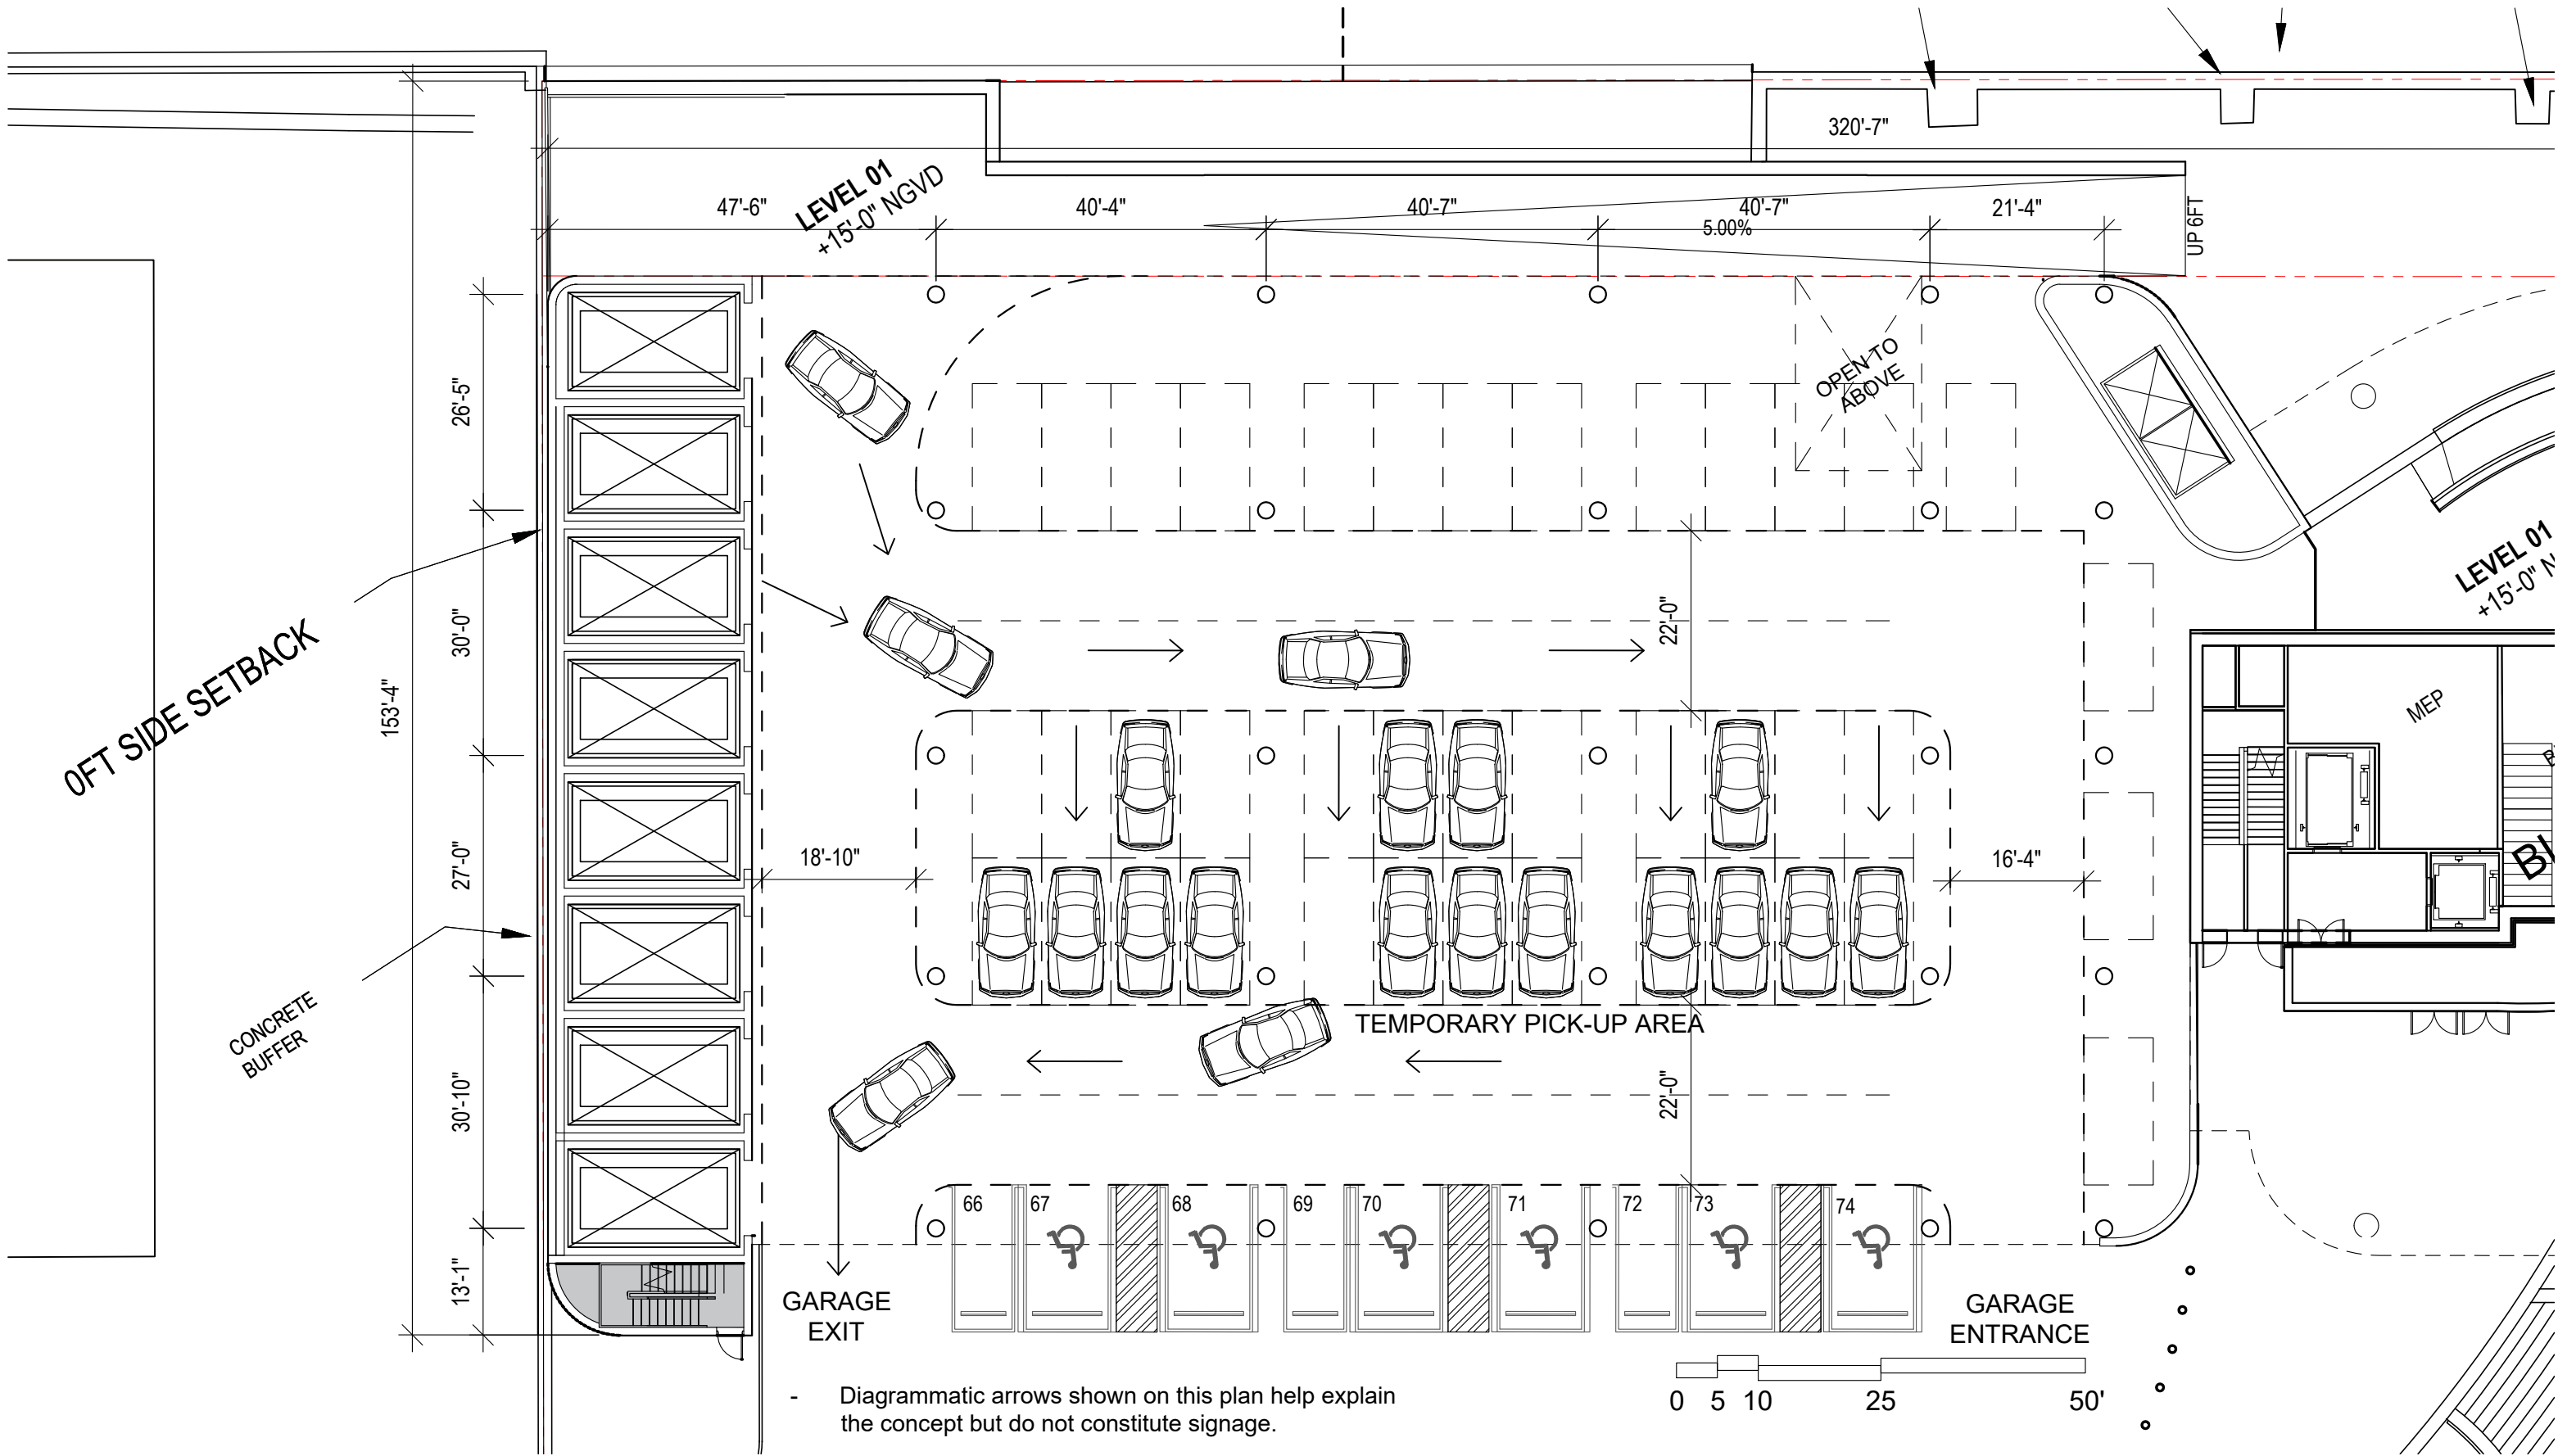 320'-7"
LEVEL 01
+15'-0" NGVD
47'-6"
40'-4"
40'-7"
40'-7"
21'-4"
5.00%
UP 6FT
OPEN TO
ABOVE
26'-5"
30'-0"
27'-0"
30'-10"
13'-1"
153'-4"
0FT SIDE SETBACK
CONCRETE
BUFFER
22'-0"
LEVEL 01
+15'-0"
MEP
18'-10"
16'-4"
TEMPORARY PICK-UP AREA
22'-0"
66
67
68
69
70
71
72
73
74
GARAGE
EXIT
GARAGE
ENTRANCE
0 5 10 25 50'
- Diagrammatic arrows shown on this plan help explain
the concept but do not constitute signage.